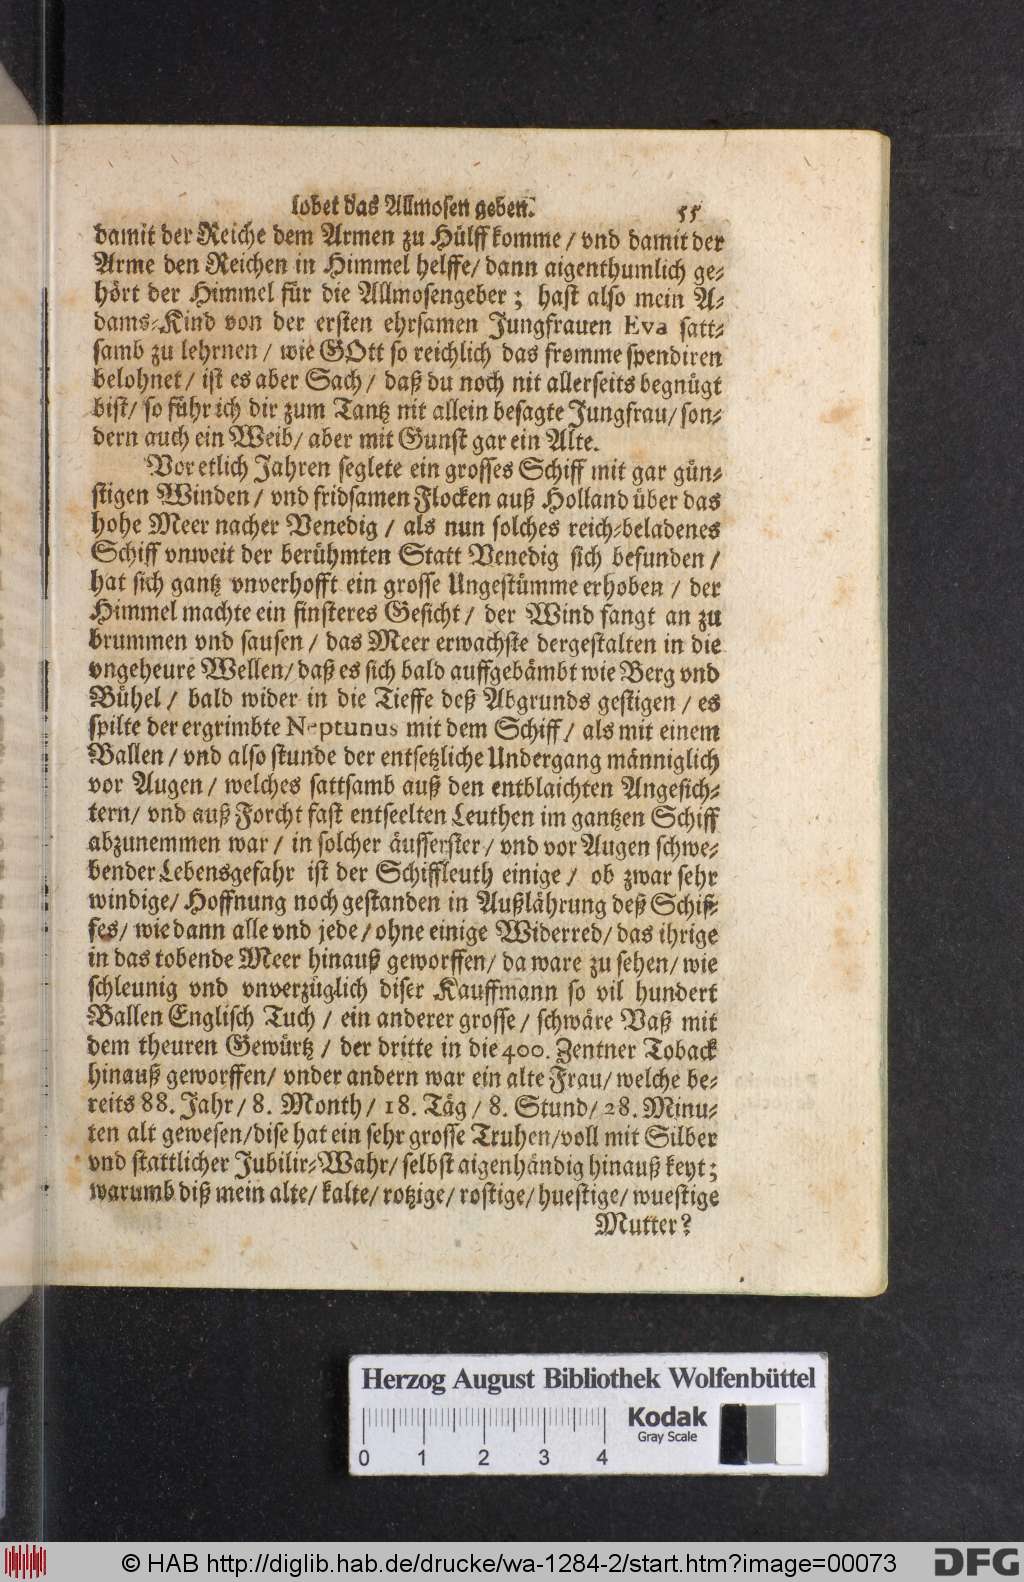 lobet das Allmosen geben. 55
damit der Reiche dem Armen zu Hülff komme / vnd damit der
Arme den Reichen in Himmel helffe/ dann aigenthumlich ge-
hört der Himmel für die Allmosengeber ; hast also mein A-
dams-Kind von der ersten ehrsamen Jungfrauen Eva satt-
samb zu lehrnen / wie GOtt so reichlich das fromme spendiren
belohnet / ist es aber Sach / daß du noch nit allerseits begnügt
bist/ so führ ich dir zum Tantz nit allein besagte Jungfrau/ son-
dern auch ein Weib/ aber mit Gunst gar ein Alte.
Vor etlich Jahren seglete ein grosses Schiff mit gar gün-
stigen Winden / vnd fridsamen Flocken auß Holland über das
hohe Meer nacher Venedig / als nun solches reich-beladenes
Schiff vnweit der berühmten Statt Venedig sich befunden /
hat sich gantz vnverhofft ein grosse Ungestümme erhoben / der
Himmel machte ein finsteres Gesicht / der Wind fangt an zu
brummen vnd sausen / das Meer erwachste dergestalten in die
vngeheure Wellen/ daß es sich bald auffgebämbt wie Berg vnd
Bühel / bald wider in die Tieffe deß Abgrunds gestigen / es
spilte der ergrimbte Neptunus mit dem Schiff / als mit einem
Ballen / vnd also stunde der entsetzliche Undergang männiglich
vor Augen / welches sattsamb auß den entblaichten Angesich-
tern/ vnd auß Forcht fast entseelten Leuthen im gantzen Schiff
abzunemmen war / in solcher äusserster / vnd vor Augen schwe-
bender Lebensgefahr ist der Schiffleuth einige / ob zwar sehr
windige/ Hoffnung noch gestanden in Außlährung deß Schif-
fes/ wie dann alle vnd jede / ohne einige Widerred/ das ihrige
in das tobende Meer hinauß geworffen/ da ware zu sehen/ wie
schleunig vnd vnverzüglich diser Kauffmann so vil hundert
Ballen Englisch Tuch / ein anderer grosse / schwäre Vaß mit
dem theuren Gewürtz / der dritte in die 400. Zentner Toback
hinauß geworffen/ vnder andern war ein alte Frau/ welche be-
reits 88. Jahr / 8. Month / 18. Täg / 8. Stund/ 28. Minu-
ten alt gewesen/dise hat ein sehr grosse Truhen/voll mit Silber
vnd stattlicher Jubilir-Wahr/ selbst aigenhändig hinauß keyt ;
warumb diß mein alte/ kalte/ rotzige/ rostige/ huestige/ wuestige
Mutter?
Herzog August Bibliothek Wolfenbüttel
Kodak
Gray Scale
0 1 2 3 4
© HAB http://diglib.hab.de/drucke/wa-1284-2/start.htm?image=00073
DFG